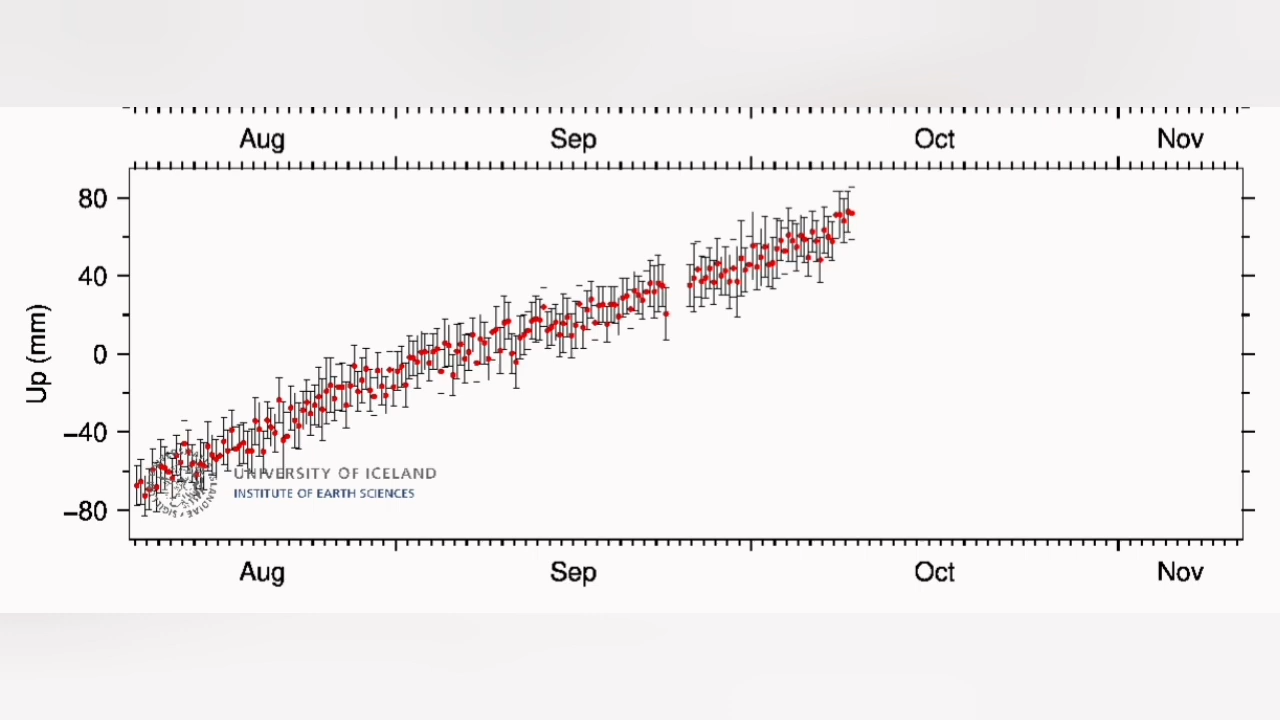 Aug Sep Oct Nov
80
40
0
−40
−80
Up (mm)
UNIVERSITY OF ICELAND
INSTITUTE OF EARTH SCIENCES
Aug Sep Oct Nov